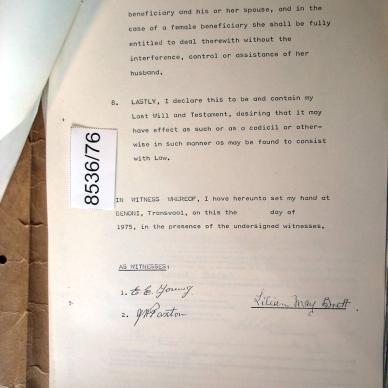 beneficiary and his or her spouse, and in the
case of a female beneficiary she shall be fully
entitled to deal therewith without the
interference, control or assistance of her
husband.
8. LASTLY, I declare this to be and contain my
Last Will and Testament, desiring that it may
have effect as such or as a codicil or other-
wise in such manner as may be found to consist
with Law.
8536/76
IN WITNESS WHEREOF, I have hereunto set my hand at
BENONI, Transvaal, on this the day of
1975, in the presence of the undersigned witnesses.
AS WITNESSES:
1. E. E. Young
Lilian May Brett
2. Paxton